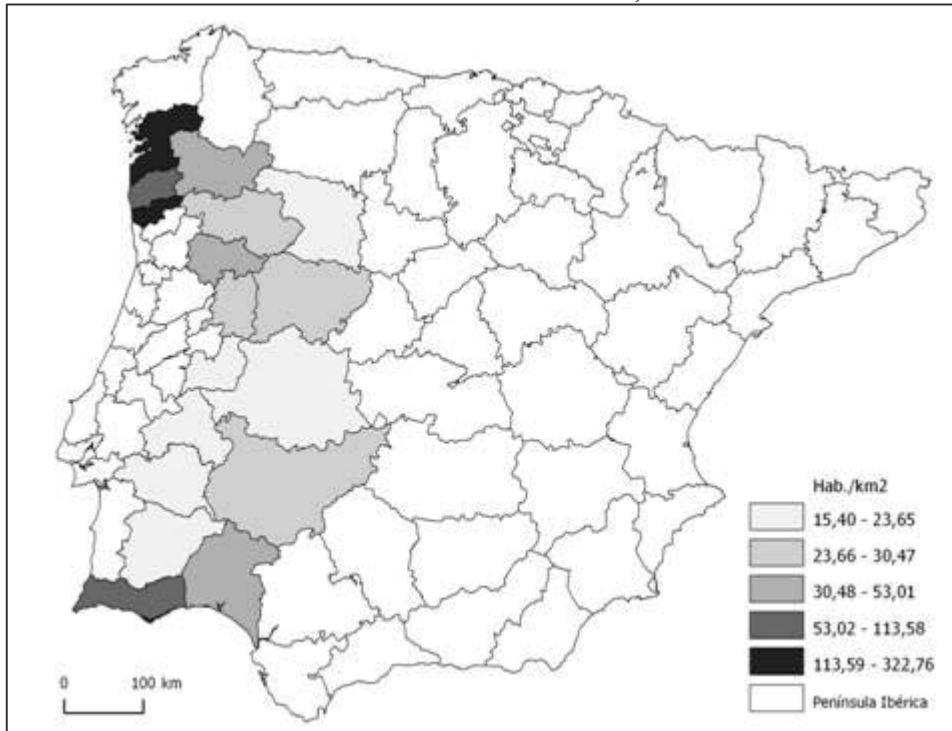 Hab./km2
15,40 - 23,65
23,66 - 30,47
30,48 - 53,01
53,02 - 113,58
113,59 - 322,76
Península Ibérica
0 100 km